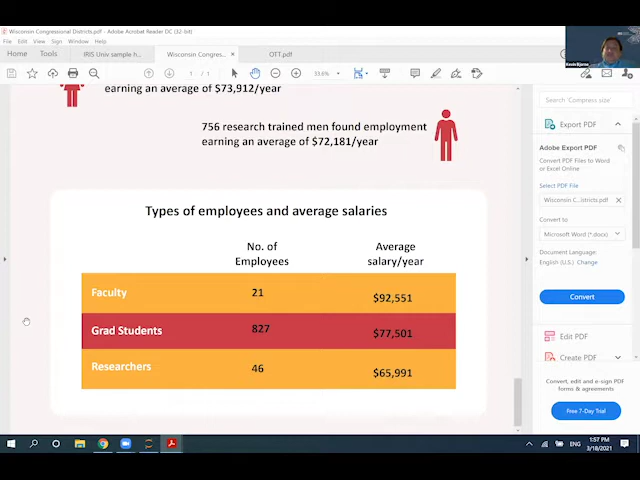 Wisconsin Congressional Districts.pdf - Adobe Acrobat Reader DC (32-bit)
File Edit View Sign Window Help
Home Tools IRIS Univ sample h... Wisconsin Congres... × OTT.pdf
1 / 1 33.6%
earning an average of $73,912/year
756 research trained men found employment
earning an average of $72,181/year
Types of employees and average salaries
No. of
Employees
Average
salary/year
Faculty 21 $92,551
Grad Students 827 $77,501
Researchers 46 $65,991
Search 'Compress size'
Export PDF
Adobe Export PDF
Convert PDF Files to Word
or Excel Online
Select PDF File
Wisconsin C...istricts.pdf ×
Convert to
Microsoft Word (*.docx)
Document Language:
English (U.S.) Change
Convert
Edit PDF
Create PDF
Convert, edit and e-sign PDF
forms & agreements
Free 7-Day Trial
ENG
1:57 PM
3/18/2021